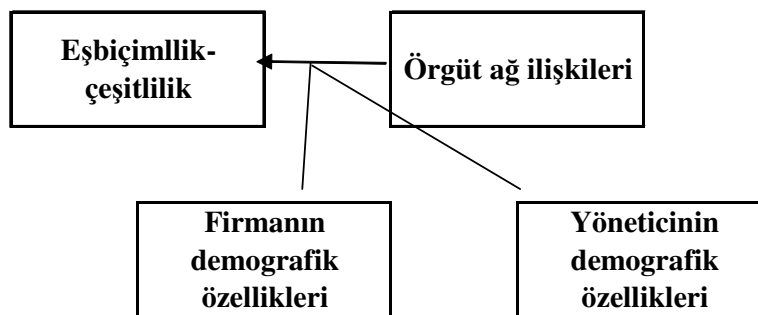 Eşbiçimllik-
çeşitlilik
Örgüt ağ ilişkileri
Firmanın
demografik
özellikleri
Yöneticinin
demografik
özellikleri